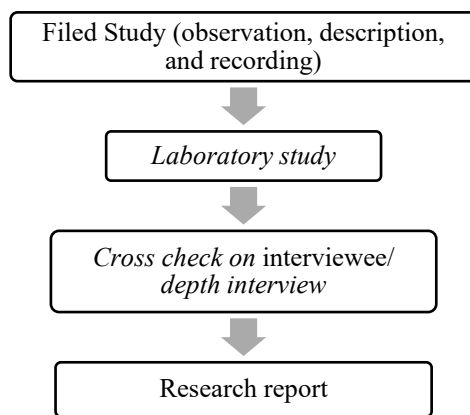 Filed Study (observation, description,
and recording)
Laboratory study
Cross check on interviewee/
depth interview
Research report